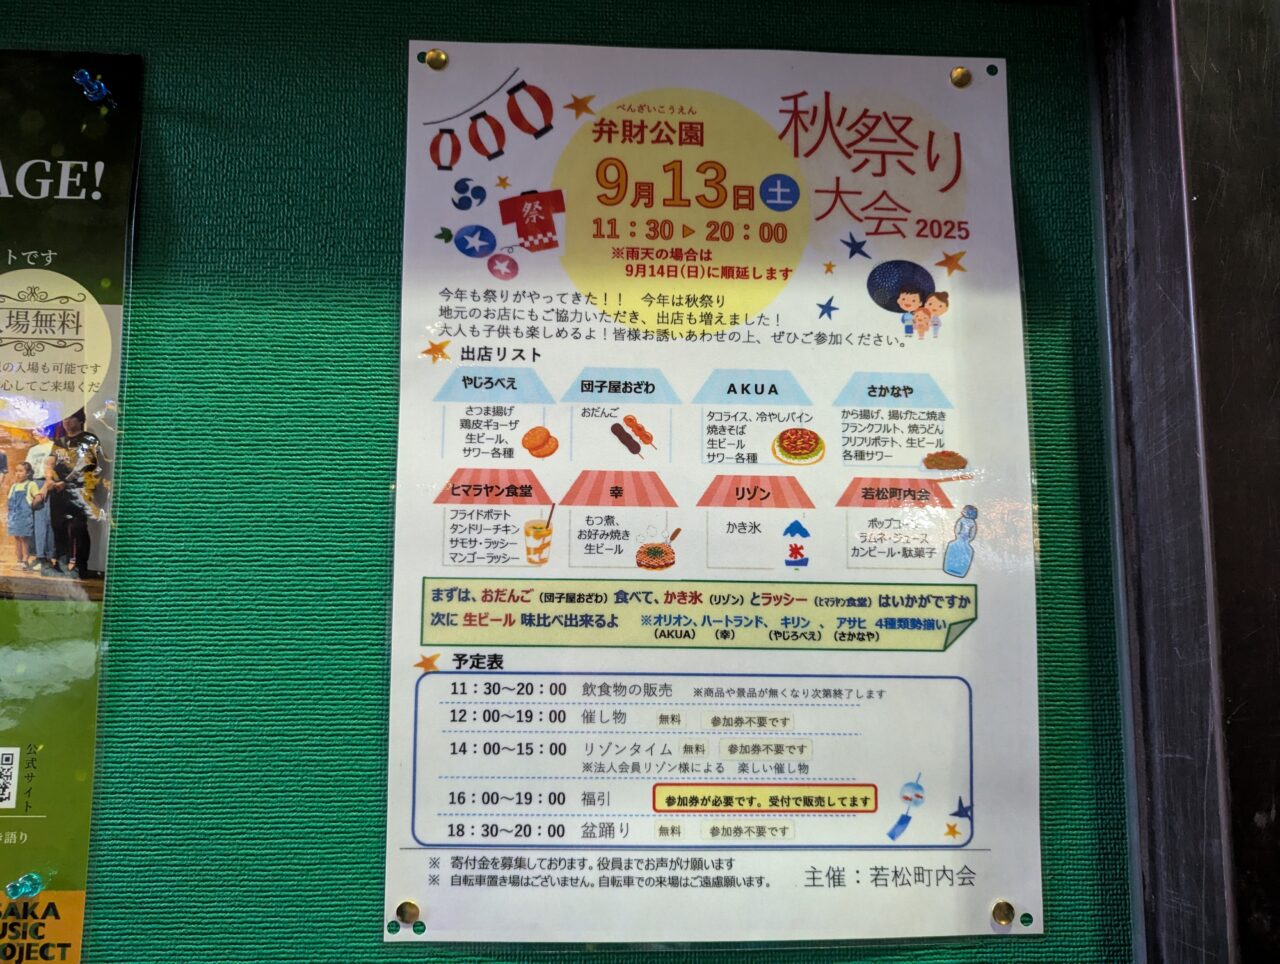 AGE!
トです
場無料
の入場も可能です
心してご来場くだ
公式サイト
語り
SAKA
USIC
OJECT
べんざいこうえん
弁財公園
9月13日 土
11：30 ▶ 20：00
※雨天の場合は
9月14日(日)に順延します
秋祭り
大会 2025
祭
今年も祭りがやってきた！！　今年は秋祭り
地元のお店にもご協力いただき、出店も増えました！
大人も子供も楽しめるよ！皆様お誘いあわせの上、ぜひご参加ください。
出店リスト
やじろべえ
さつま揚げ
鶏皮ギョーザ
生ビール、
サワー各種
団子屋おざわ
おだんご
AKUA
タコライス、冷やしパイン
焼きそば
生ビール
サワー各種
さかなや
から揚げ、揚げたこ焼き
フランクフルト、焼うどん
フリフリポテト、生ビール
各種サワー
ヒマラヤン食堂
フライドポテト
タンドリーチキン
サモサ・ラッシー
マンゴーラッシー
幸
もつ煮、
お好み焼き
生ビール
リゾン
かき氷
氷
若松町内会
ポップコーン
ラムネ・ジュース
カンビール・駄菓子
まずは、おだんご（団子屋おざわ）食べて、かき氷（リゾン）とラッシー（ヒマラヤン食堂）はいかがですか
次に 生ビール 味比べ出来るよ　※オリオン、ハートランド、 キリン 、 アサヒ 4種類勢揃い
（AKUA）（幸）（やじろべえ）（さかなや）
予定表
11：30～20：00 飲食物の販売　※商品や景品が無くなり次第終了します
12：00～19：00 催し物　無料　参加券不要です
14：00～15：00 リゾンタイム 無料　参加券不要です
※法人会員リゾン様による　楽しい催し物
16：00～19：00 福引　参加券が必要です。受付で販売してます
18：30～20：00 盆踊り　無料　参加券不要です
※ 寄付金を募集しております。役員までお声がけ願います
※ 自転車置き場はございません。自転車での来場はご遠慮願います。
主催：若松町内会